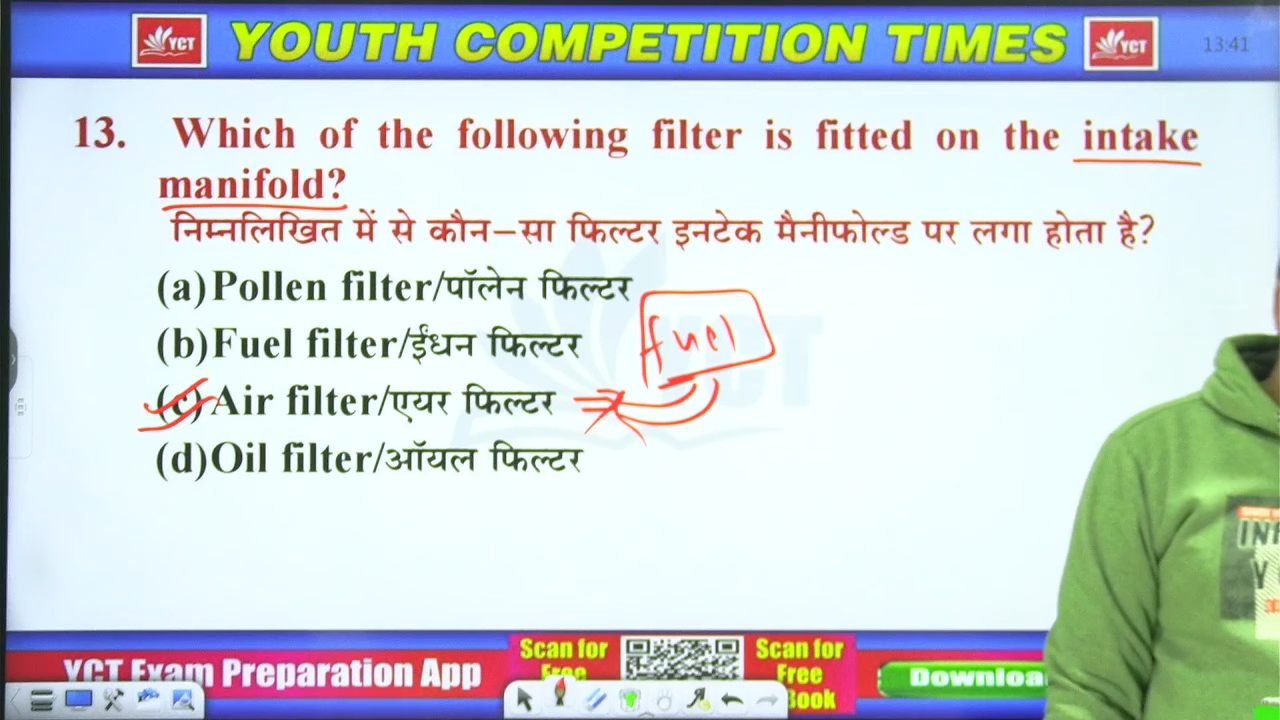 YCT
YOUTH COMPETITION TIMES
YCT
13:41
13. Which of the following filter is fitted on the intake
manifold?
निम्नलिखित में से कौन–सा फिल्टर इनटेक मैनीफोल्ड पर लगा होता है?
(a) Pollen filter/पॉलेन फिल्टर
(b) Fuel filter/ईंधन फिल्टर
fuel
YCT
(c) Air filter/एयर फिल्टर
(d) Oil filter/ऑयल फिल्टर
YCT Exam Preparation App
Scan for
Free
Scan for
Free
Book